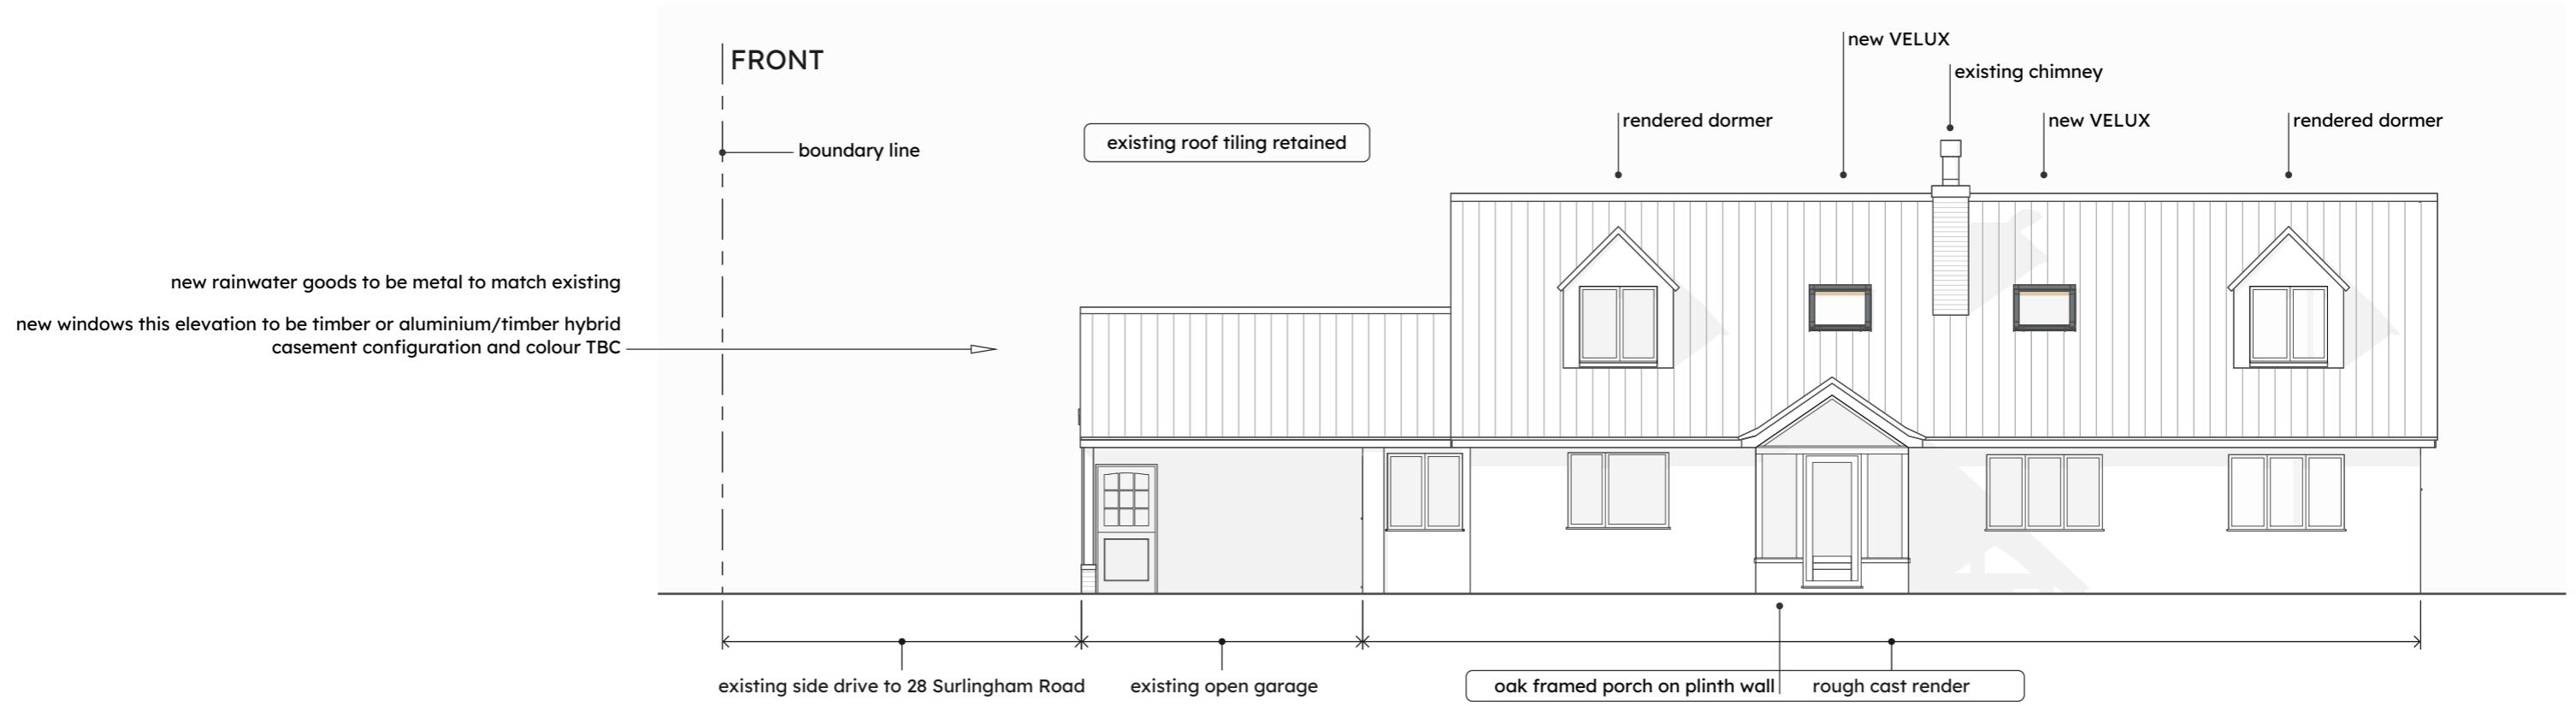 FRONT
new VELUX
existing chimney
rendered dormer
new VELUX
rendered dormer
existing roof tiling retained
boundary line
new rainwater goods to be metal to match existing
new windows this elevation to be timber or aluminium/timber hybrid
casement configuration and colour TBC
existing side drive to 28 Surlingham Road
existing open garage
oak framed porch on plinth wall
rough cast render